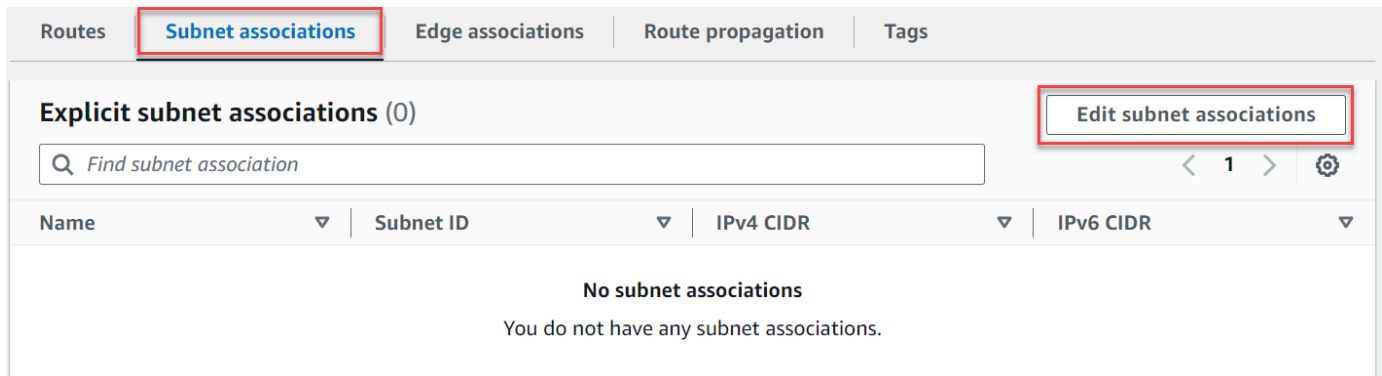 Routes Subnet associations Edge associations Route propagation Tags
Explicit subnet associations (0) Edit subnet associations
Find subnet association 1
Name Subnet ID IPv4 CIDR IPv6 CIDR
No subnet associations
You do not have any subnet associations.